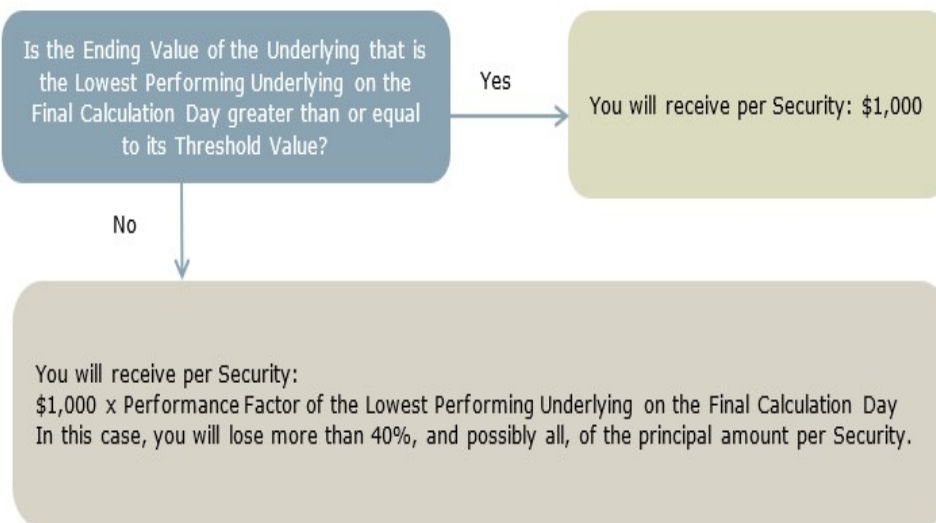 Is the Ending Value of the Underlying that is
the Lowest Performing Underlying on the
Final Calculation Day greater than or equal
to its Threshold Value?
Yes
You will receive per Security: $1,000
No
You will receive per Security:
$1,000 x Performance Factor of the Lowest Performing Underlying on the Final Calculation Day
In this case, you will lose more than 40%, and possibly all, of the principal amount per Security.